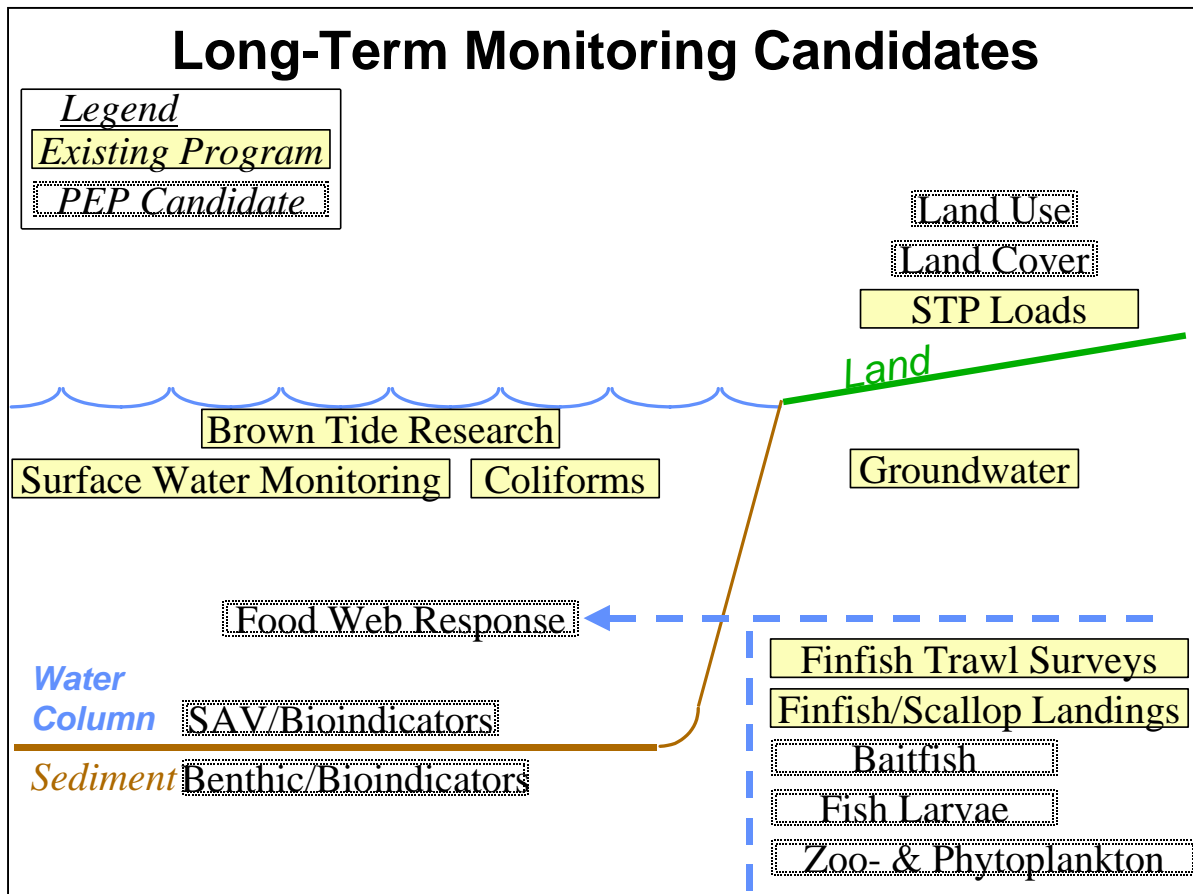 Long-Term Monitoring Candidates
Legend
Existing Program
PEP Candidate
Land Use
Land Cover
STP Loads
Land
Brown Tide Research
Surface Water Monitoring
Coliforms
Groundwater
Food Web Response
Water
Column
SAV/Bioindicators
Sediment
Benthic/Bioindicators
Finfish Trawl Surveys
Finfish/Scallop Landings
Baitfish
Fish Larvae
Zoo- & Phytoplankton